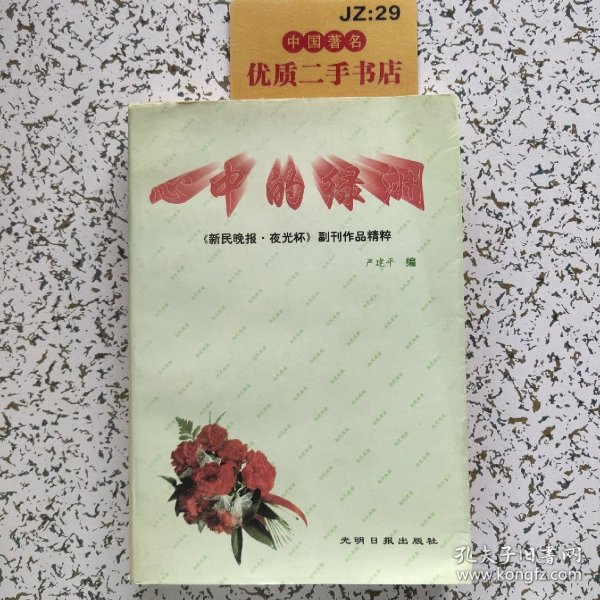 JZ:29
中国著名
优质二手书店
心中的绿洲
《新民晚报·夜光杯》副刊作品精粹
严建平 编
光明日报出版社
孔夫子旧书网
www.kongfz.com